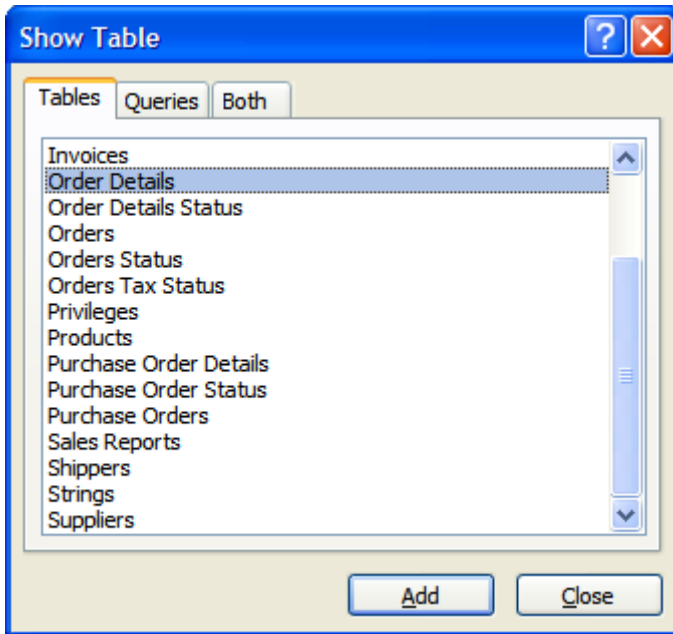 Show Table
Tables Queries Both
Invoices
Order Details
Order Details Status
Orders
Orders Status
Orders Tax Status
Privileges
Products
Purchase Order Details
Purchase Order Status
Purchase Orders
Sales Reports
Shippers
Strings
Suppliers
Add Close